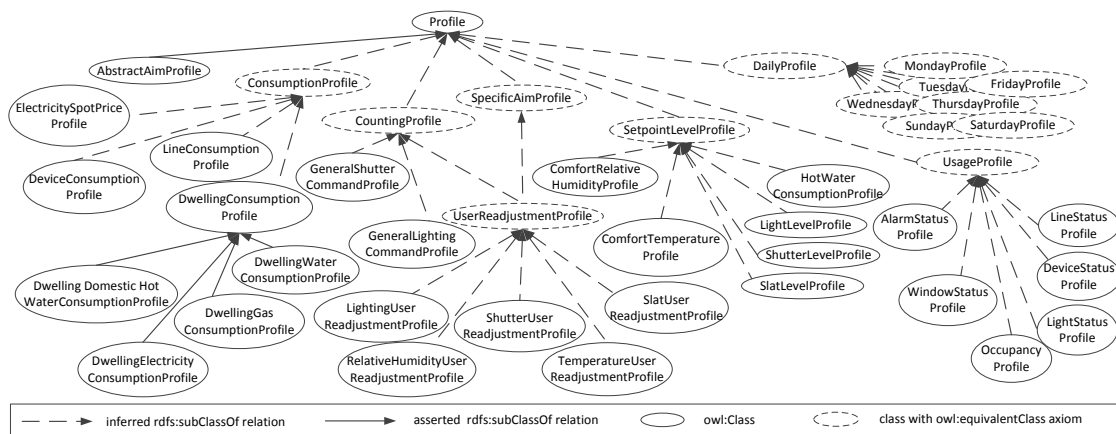 Profile
AbstractAimProfile
ConsumptionProfile
DailyProfile
MondayProfile
FridayProfile
ThursdayProfile
SaturdayProfile
SundayProfile
ElectricitySpotPrice
Profile
CountingProfile
SpecificAimProfile
SetpointLevelProfile
UsageProfile
LineConsumption
Profile
GeneralShutter
CommandProfile
ComfortRelative
HumidityProfile
HotWater
ConsumptionProfile
DeviceConsumption
Profile
DwellingConsumption
Profile
UserReadjustmentProfile
LightLevelProfile
AlarmStatus
Profile
LineStatus
Profile
GeneralLighting
CommandProfile
ComfortTemperature
Profile
ShutterLevelProfile
SlatLevelProfile
DwellingWater
ConsumptionProfile
Dwelling Domestic Hot
WaterConsumptionProfile
DeviceStatus
Profile
WindowStatus
Profile
LightingUser
ReadjustmentProfile
ShutterUser
ReadjustmentProfile
SlatUser
ReadjustmentProfile
DwellingGas
ConsumptionProfile
LightStatus
Profile
DwellingElectricity
ConsumptionProfile
RelativeHumidityUser
ReadjustmentProfile
TemperatureUser
ReadjustmentProfile
Occupancy
Profile
inferred rdfs:subClassOf relation
asserted rdfs:subClassOf relation
owl:Class
class with owl:equivalentClass axiom